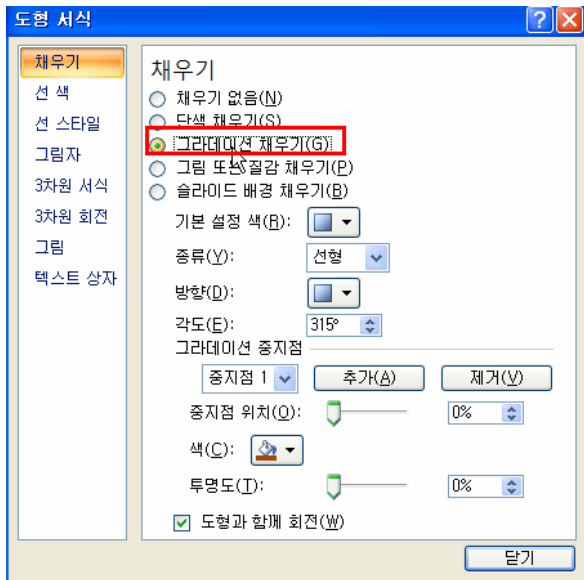 도형 서식
채우기
선 색
선 스타일
그림자
3차원 서식
3차원 회전
그림
텍스트 상자
채우기
채우기 없음(N)
단색 채우기(S)
그라데이션 채우기(G)
그림 또는 질감 채우기(P)
슬라이드 배경 채우기(B)
기본 설정 색(R):
종류(Y): 선형
방향(D):
각도(E): 315°
그라데이션 중지점
중지점 1 추가(A) 제거(V)
중지점 위치(O): 0%
색(C):
투명도(T): 0%
도형과 함께 회전(W)
닫기